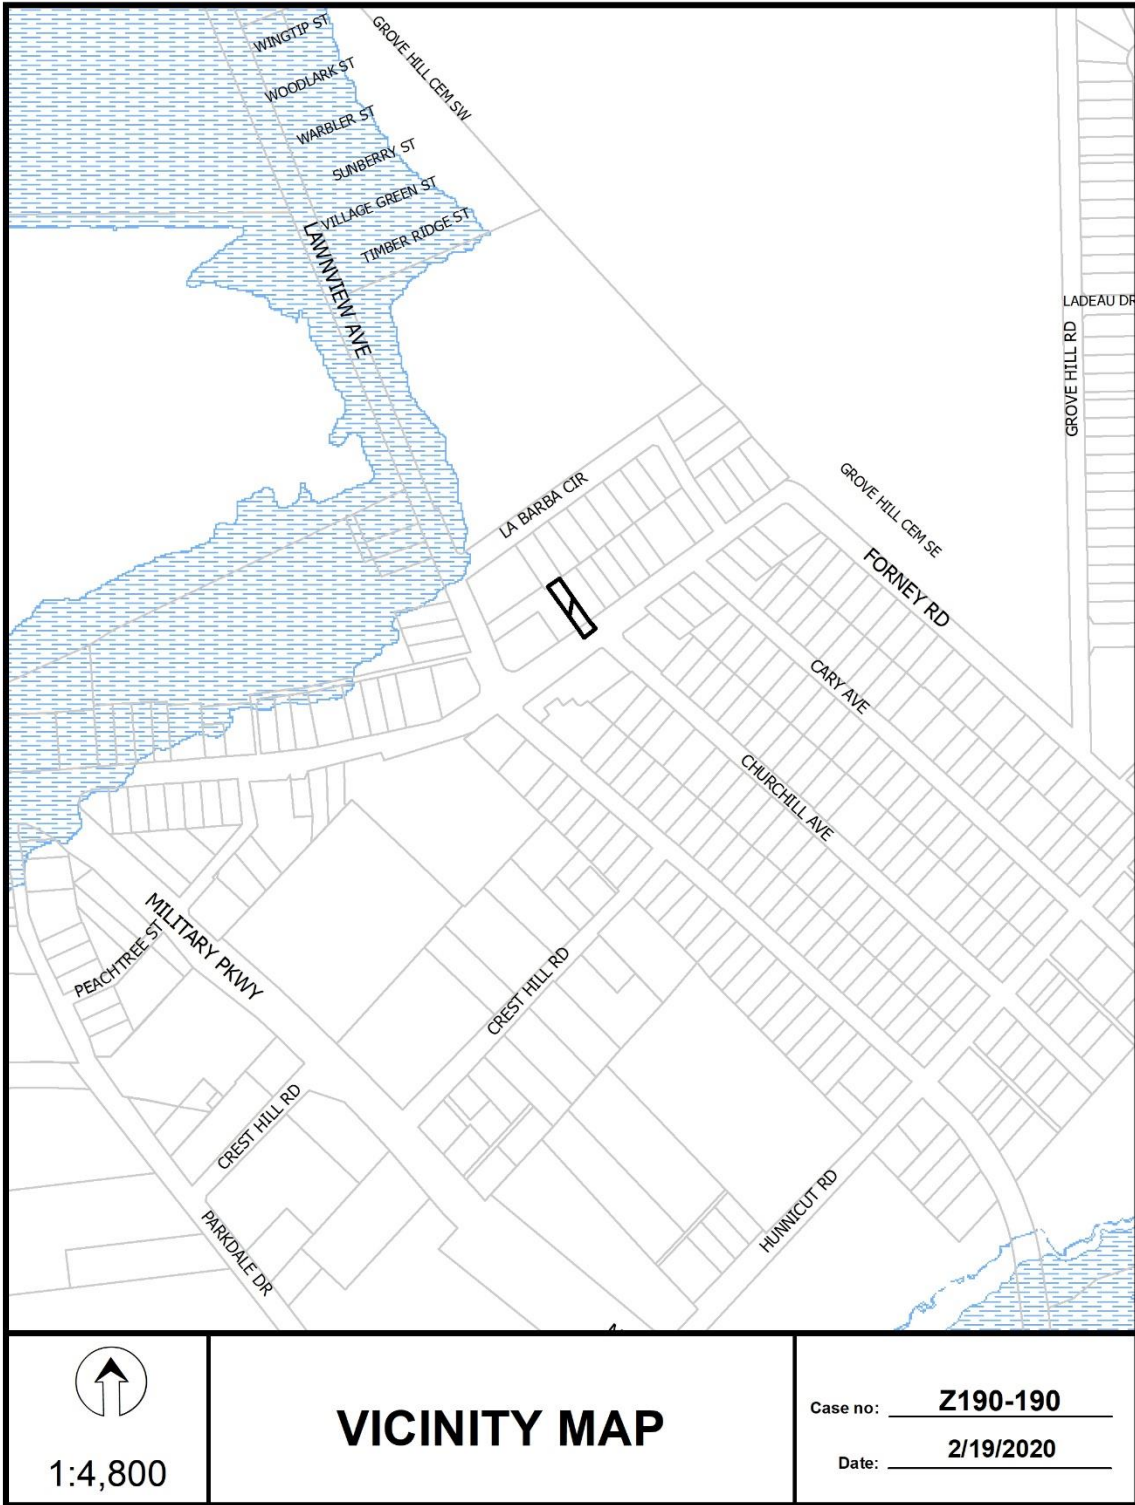 WINGTIP ST
GROVE HILL CEM SW
WOODLARK ST
WARBLER ST
SUNBERRY ST
VILLAGE GREEN ST
TIMBER RIDGE ST
LAWNVIEW AVE
LADEAU DR
GROVE HILL RD
LA BARBA CIR
GROVE HILL CEM SE
FORNEY RD
CARY AVE
CHURCHILL AVE
MILITARY PKWY
PEACHTREE ST
CREST HILL RD
CREST HILL RD
HUNNICUT RD
PARKDALE DR
1:4,800
VICINITY MAP
Case no: Z190-190
Date: 2/19/2020